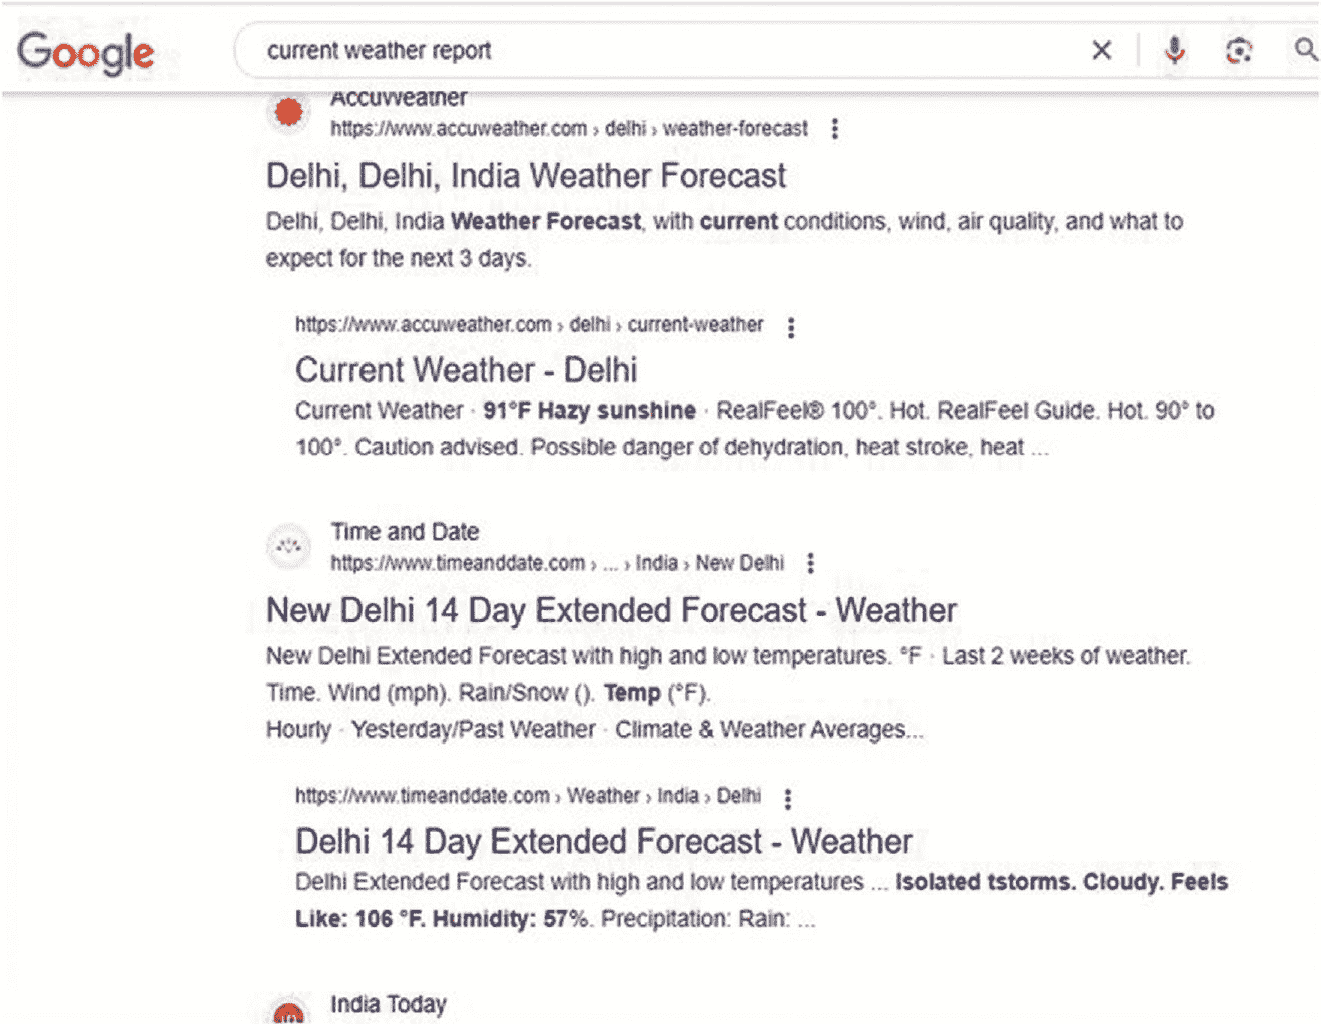 Google
current weather report
AccuWeather
https://www.accuweather.com › delhi › weather-forecast
Delhi, Delhi, India Weather Forecast
Delhi, Delhi, India Weather Forecast, with current conditions, wind, air quality, and what to
expect for the next 3 days.
https://www.accuweather.com › delhi › current-weather
Current Weather - Delhi
Current Weather · 91°F Hazy sunshine · RealFeel® 100°. Hot. RealFeel Guide. Hot. 90° to
100°. Caution advised. Possible danger of dehydration, heat stroke, heat ...
Time and Date
https://www.timeanddate.com › ... › India › New Delhi
New Delhi 14 Day Extended Forecast - Weather
New Delhi Extended Forecast with high and low temperatures. °F · Last 2 weeks of weather.
Time. Wind (mph). Rain/Snow (). Temp (°F).
Hourly · Yesterday/Past Weather · Climate & Weather Averages...
https://www.timeanddate.com › Weather › India › Delhi
Delhi 14 Day Extended Forecast - Weather
Delhi Extended Forecast with high and low temperatures ... Isolated tstorms. Cloudy. Feels
Like: 106 °F. Humidity: 57%. Precipitation: Rain: ...
India Today